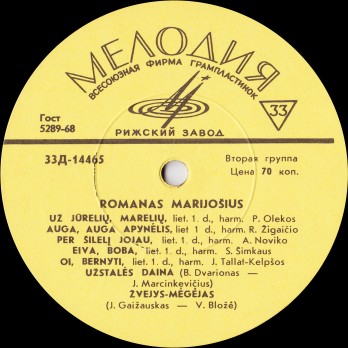 МЕЛОДИЯ
ВСЕСОЮЗНАЯ ФИРМА ГРАМПЛАСТИНОК
33
Гост
5289-68
РИЖСКИЙ ЗАВОД
33Д-14465
Вторая группа
Цена 70 коп.
ROMANAS MARIJOŠIUS
UŽ JŪRELIŲ, MARELIŲ, liet. 1. d., harm. P. Olekos
AUGA, AUGA APYNĖLIS, liet 1. d., harm. R. Žigaičio
PER ŠILELĮ JOJAU, liet. 1. d., harm. A. Noviko
EIVA, BOBA, liet. 1. d., harm. S. Šimkaus
OI, BERNYTI, liet. 1. d., harm. J. Tallat-Kelpšos
UŽSTALĖS DAINA (B. Dvarionas —
J. Marcinkevičius)
ŽVEJYS-MĖGĖJAS
(J. Gaižauskas — V. Bložė)